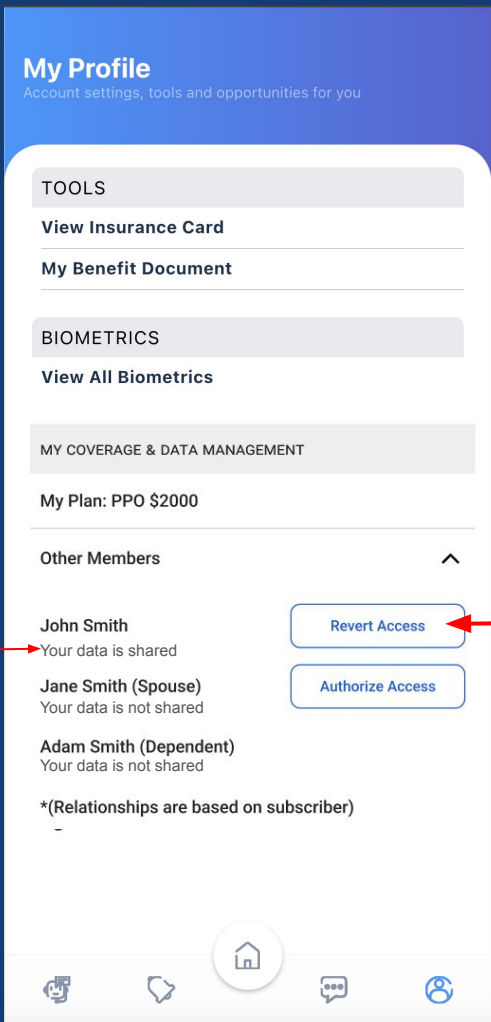 My Profile
Account settings, tools and opportunities for you
TOOLS
View Insurance Card
My Benefit Document
BIOMETRICS
View All Biometrics
MY COVERAGE & DATA MANAGEMENT
My Plan: PPO $2000
Other Members
John Smith
Revert Access
Your data is shared
Jane Smith (Spouse)
Authorize Access
Your data is not shared
Adam Smith (Dependent)
Your data is not shared
*(Relationships are based on subscriber)